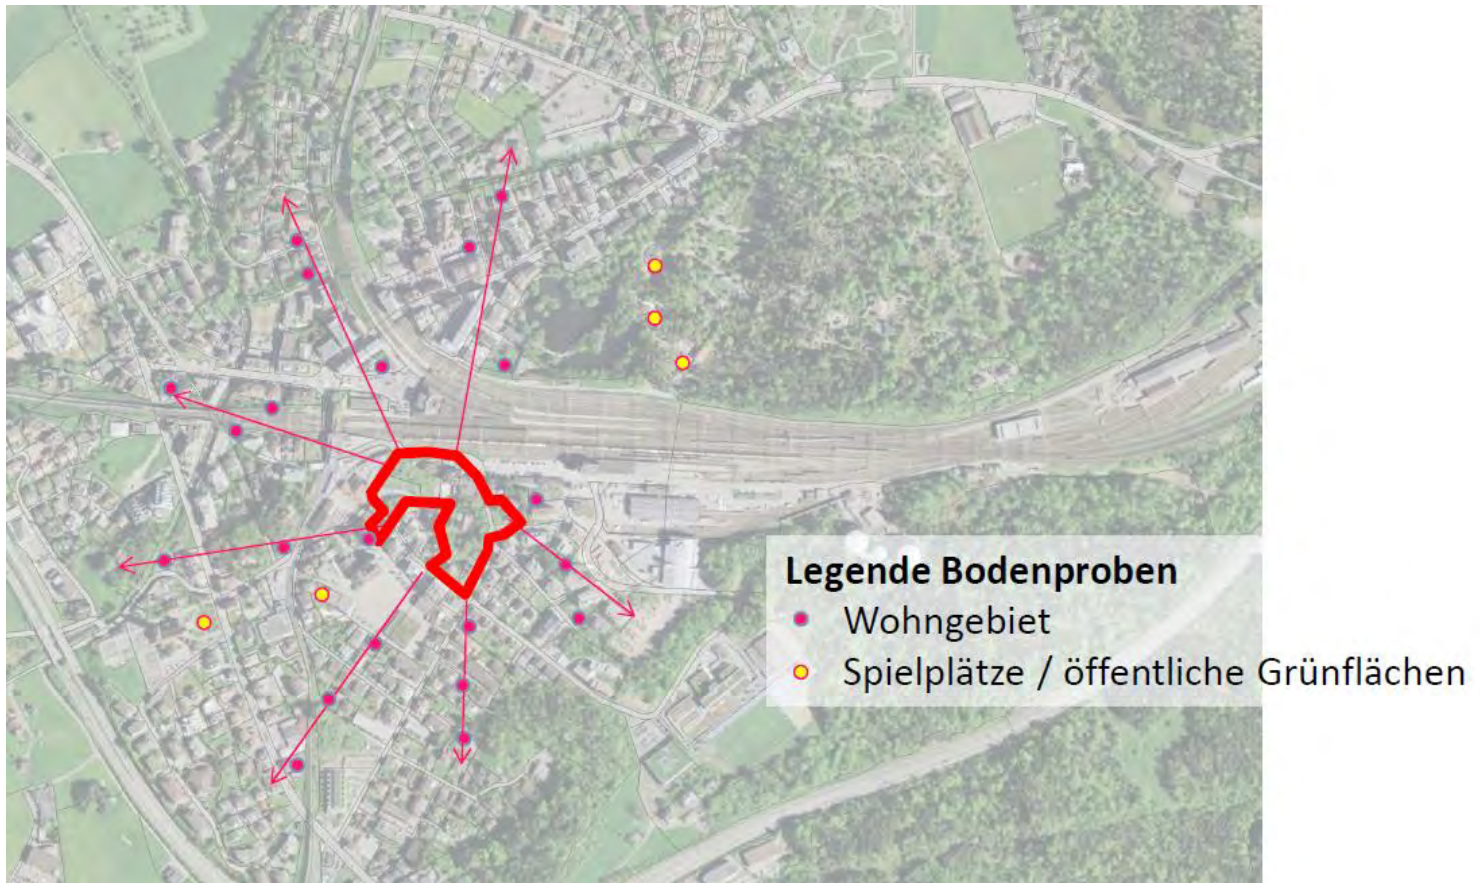 Legende Bodenproben
Wohngebiet
Spielplätze / öffentliche Grünflächen